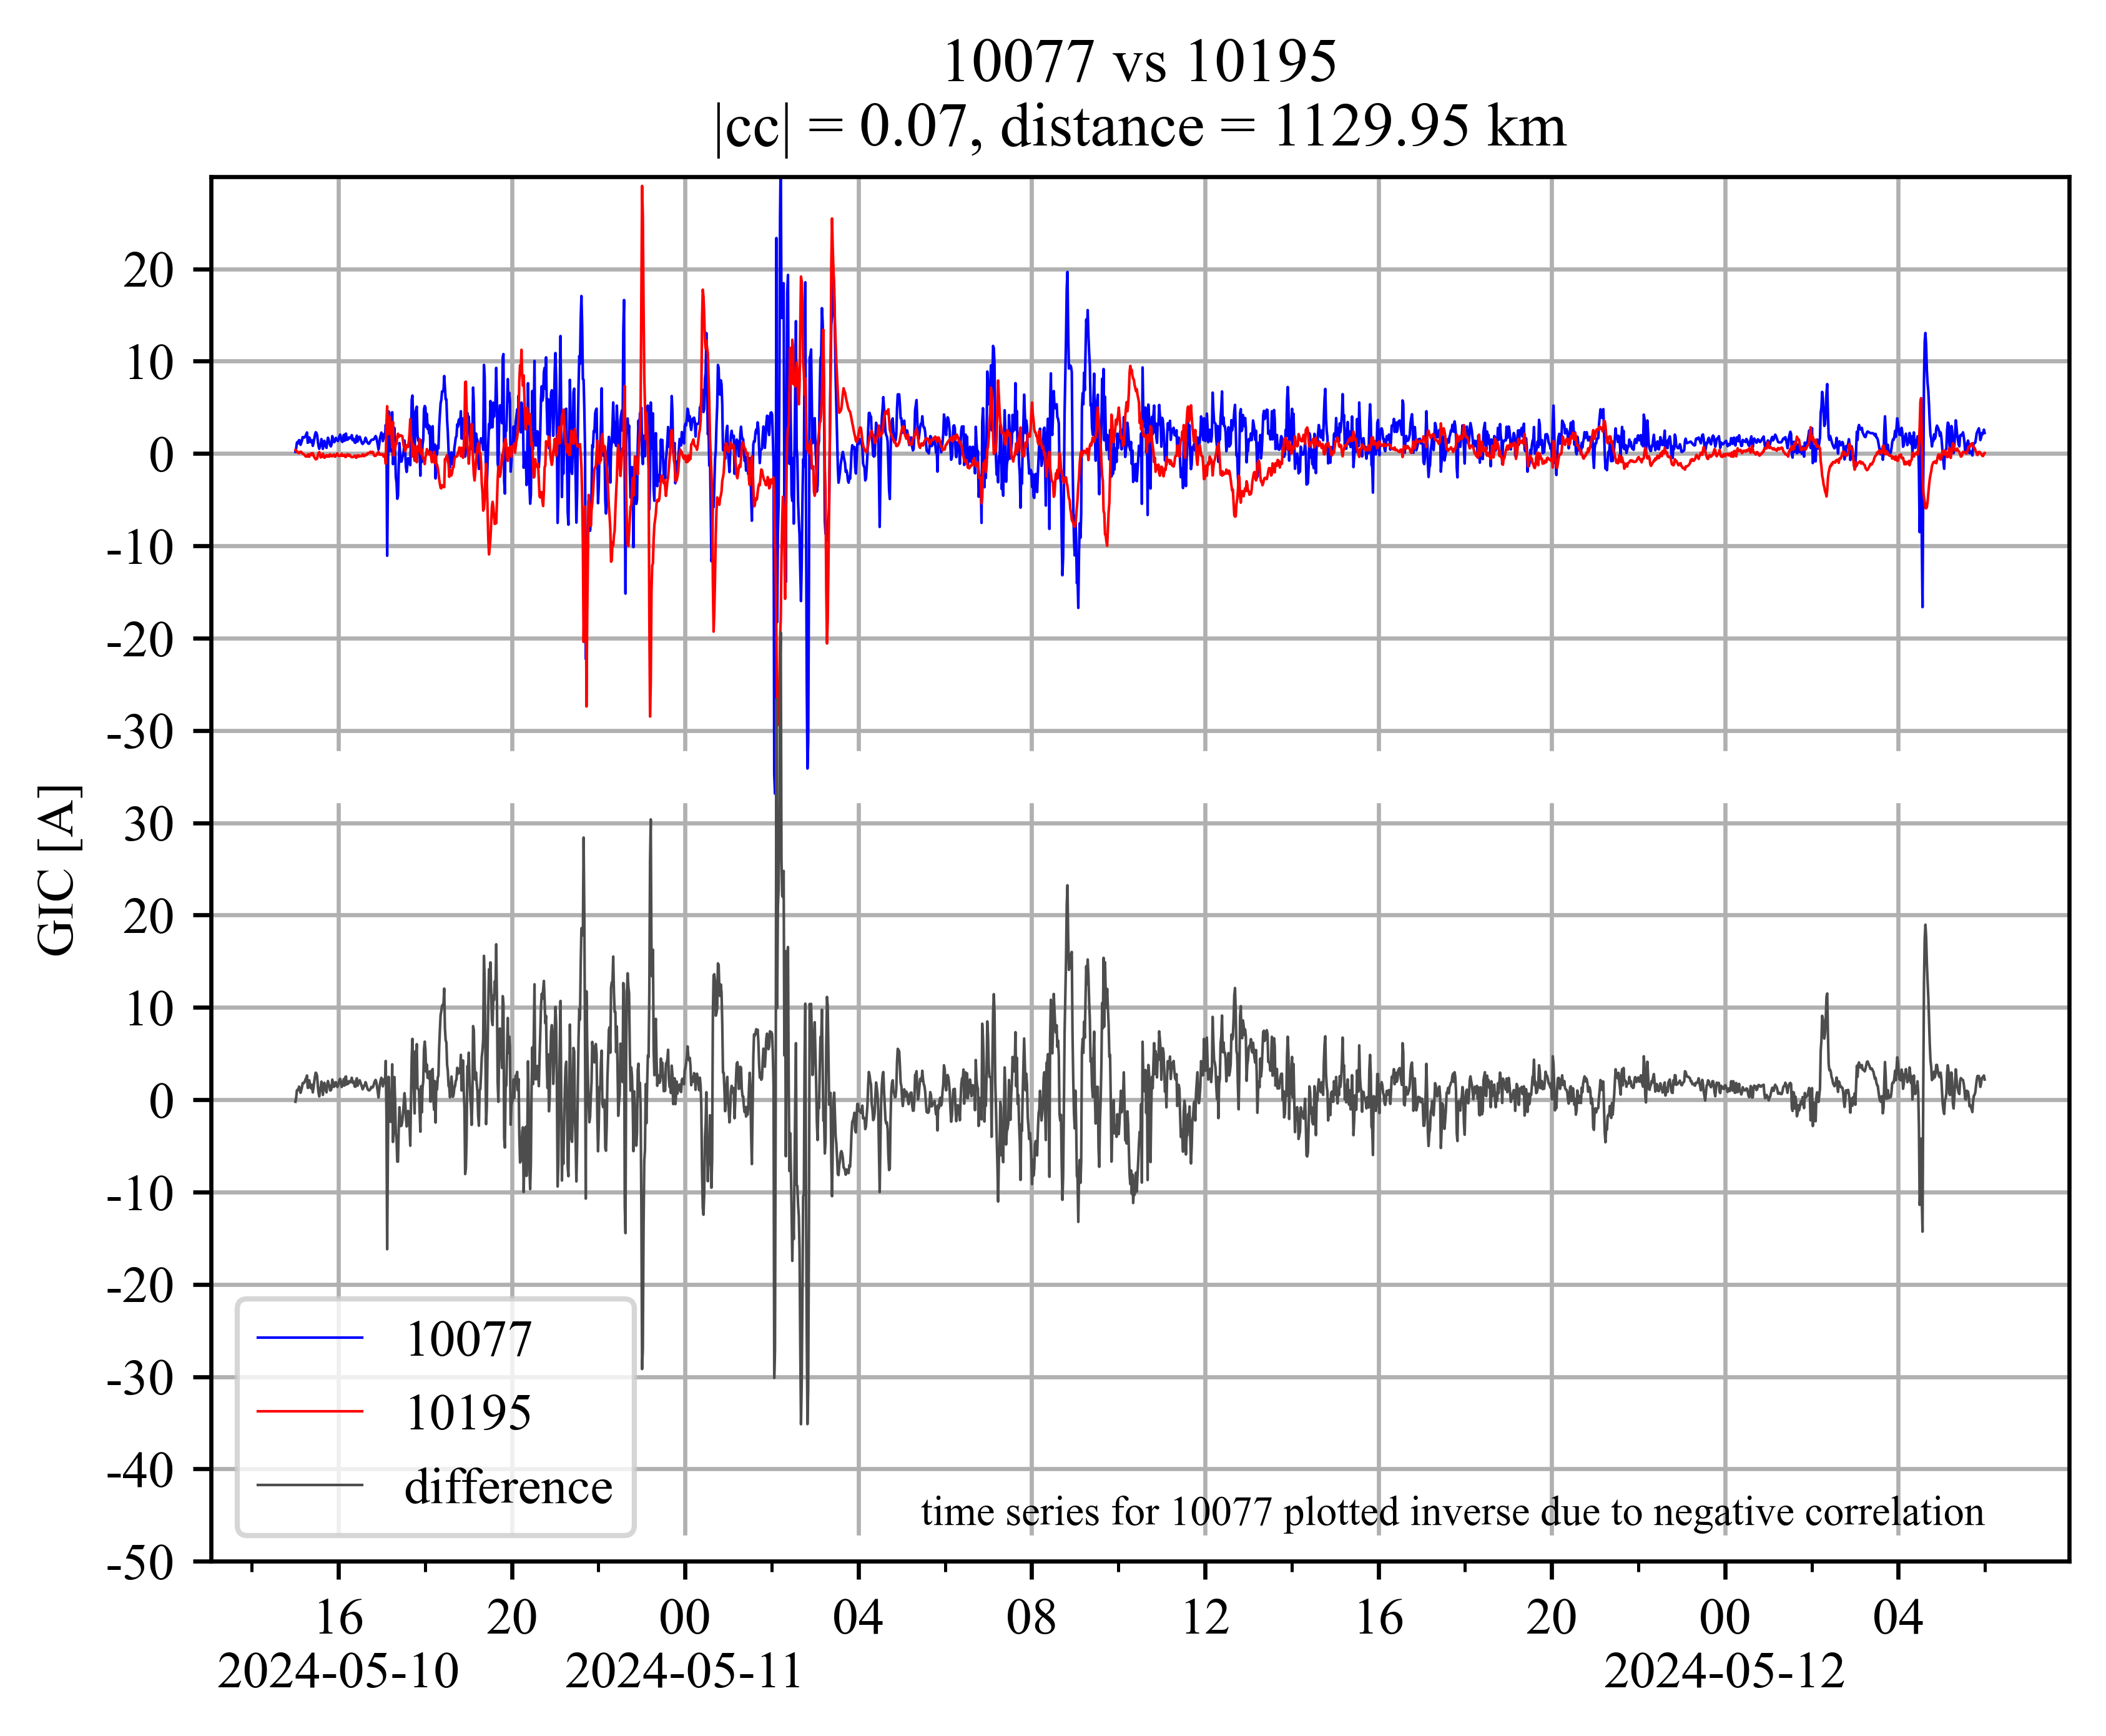 10077 vs 10195
|cc| = 0.07, distance = 1129.95 km
GIC [A]
20
10
0
-10
-20
-30
30
20
10
0
-10
-20
-30
-40
-50
10077
10195
difference
time series for 10077 plotted inverse due to negative correlation
16 20 00 04 08 12 16 20 00 04
2024-05-10 2024-05-11 2024-05-12